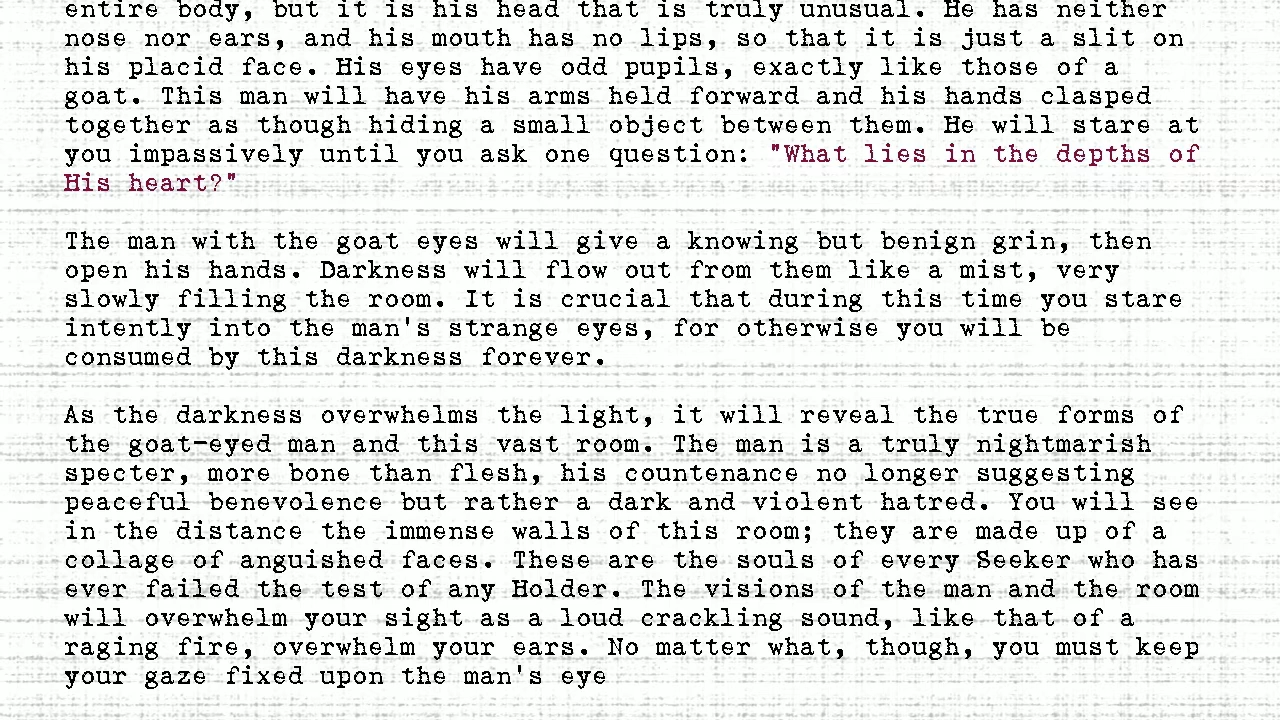 entire body, but it is his head that is truly unusual. He has neither
nose nor ears, and his mouth has no lips, so that it is just a slit on
his placid face. His eyes have odd pupils, exactly like those of a
goat. This man will have his arms held forward and his hands clasped
together as though hiding a small object between them. He will stare at
you impassively until you ask one question: "What lies in the depths of
His heart?"
The man with the goat eyes will give a knowing but benign grin, then
open his hands. Darkness will flow out from them like a mist, very
slowly filling the room. It is crucial that during this time you stare
intently into the man's strange eyes, for otherwise you will be
consumed by this darkness forever.
As the darkness overwhelms the light, it will reveal the true forms of
the goat-eyed man and this vast room. The man is a truly nightmarish
specter, more bone than flesh, his countenance no longer suggesting
peaceful benevolence but rather a dark and violent hatred. You will see
in the distance the immense walls of this room; they are made up of a
collage of anguished faces. These are the souls of every Seeker who has
ever failed the test of any Holder. The visions of the man and the room
will overwhelm your sight as a loud crackling sound, like that of a
raging fire, overwhelm your ears. No matter what, though, you must keep
your gaze fixed upon the man's eye